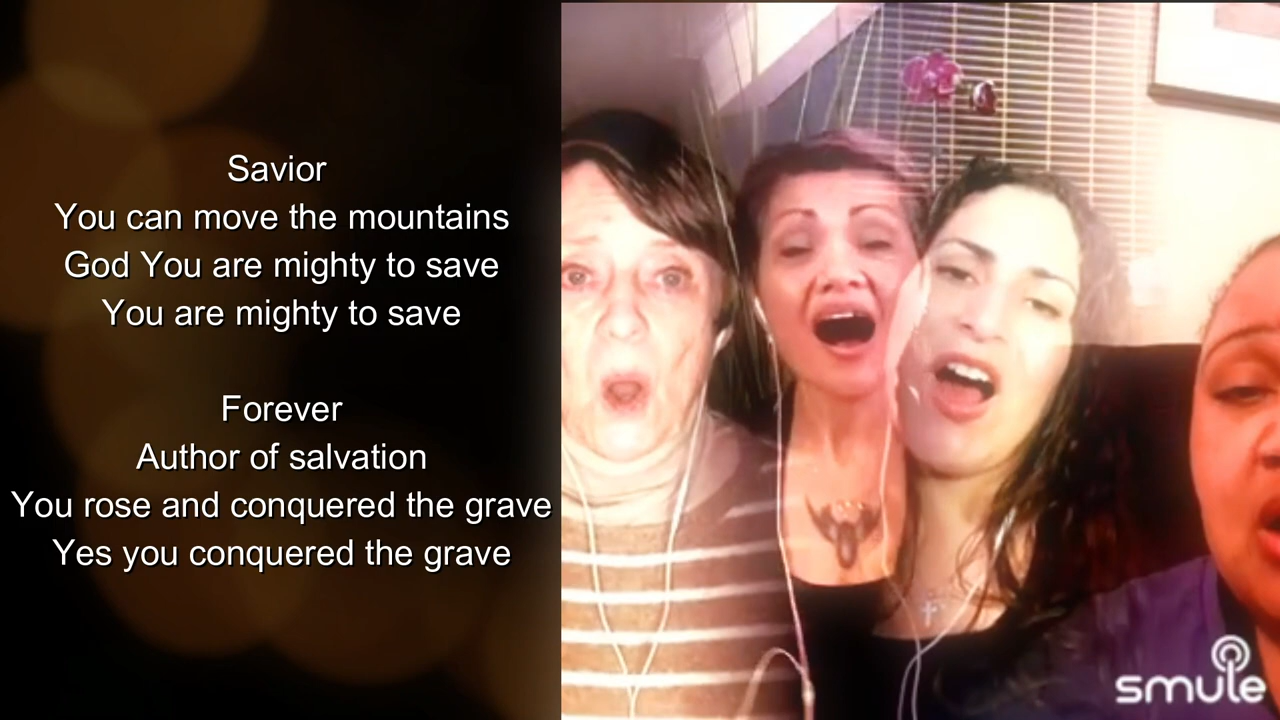 Savior
You can move the mountains
God You are mighty to save
You are mighty to save
Forever
Author of salvation
You rose and conquered the grave
Yes you conquered the grave
smule